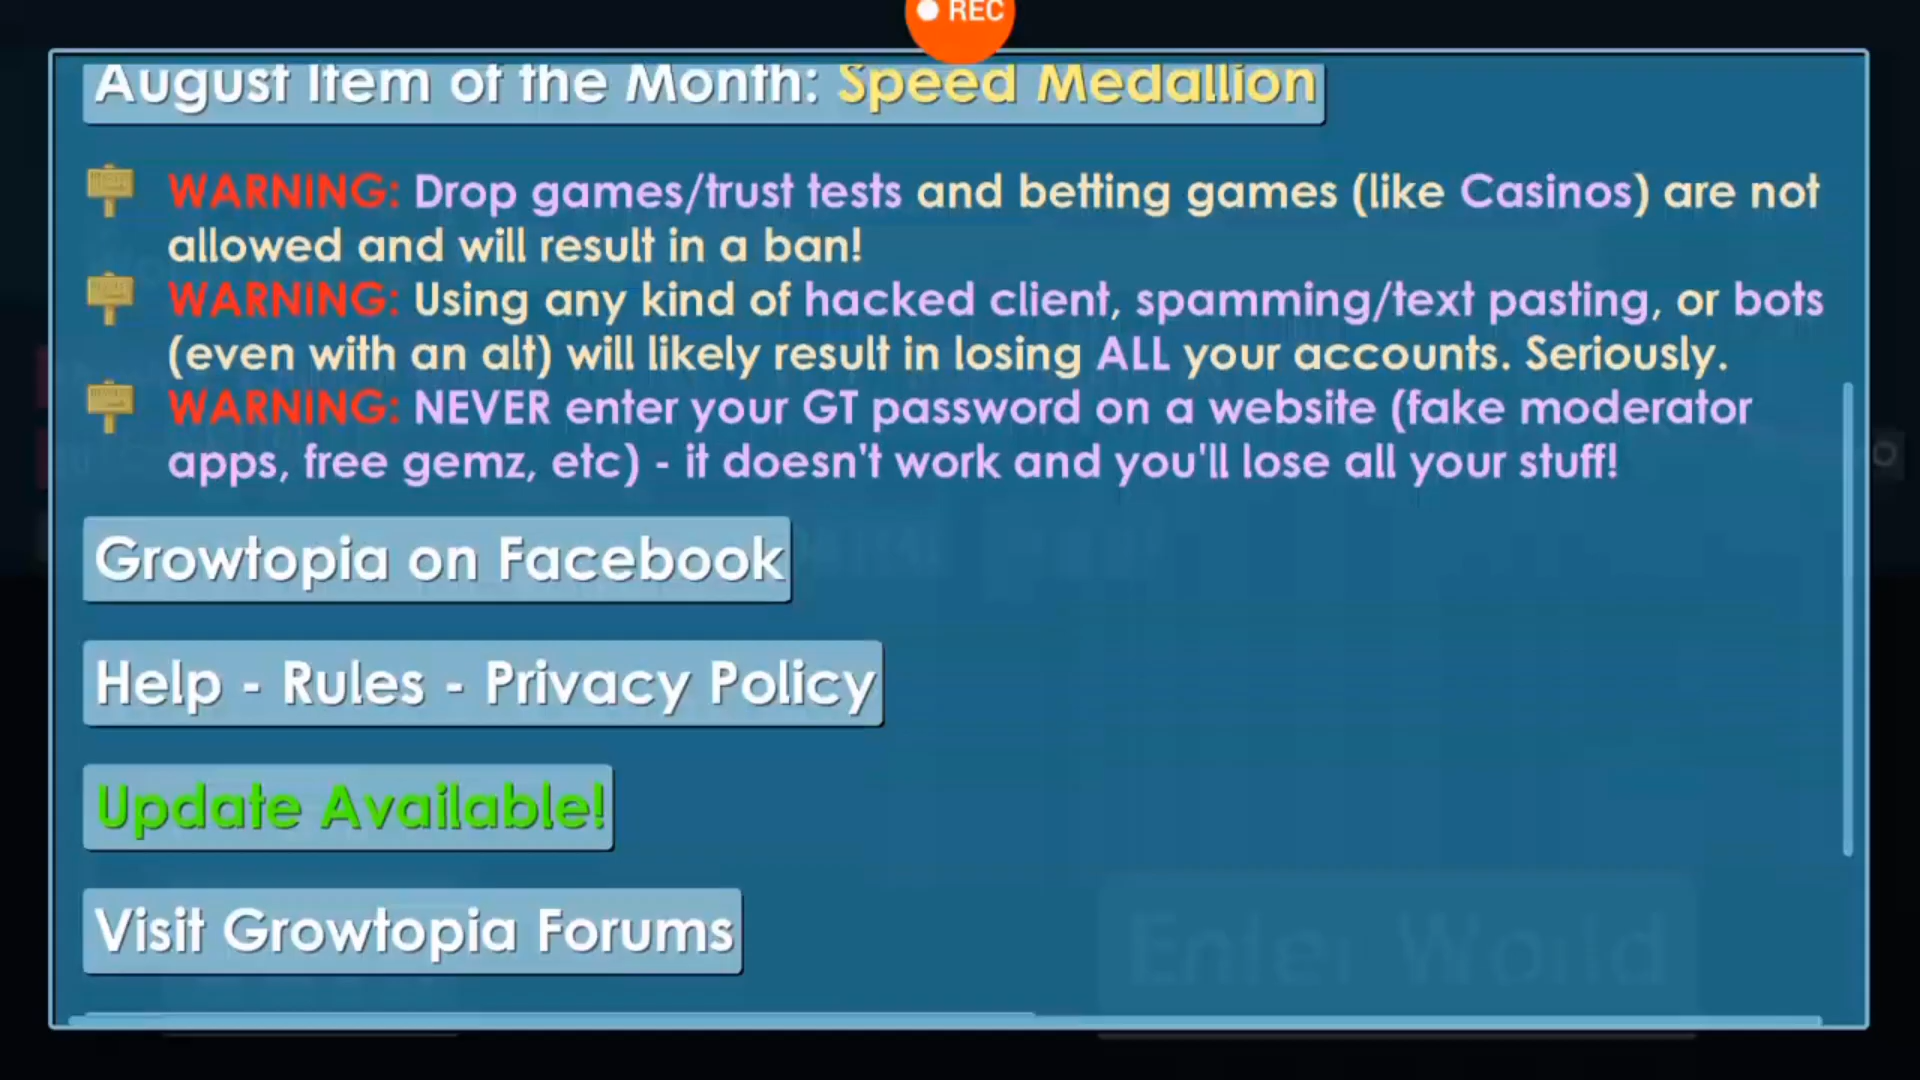 REC
August Item of the Month: Speed Medallion
WARNING: Drop games/trust tests and betting games (like Casinos) are not
allowed and will result in a ban!
WARNING: Using any kind of hacked client, spamming/text pasting, or bots
(even with an alt) will likely result in losing ALL your accounts. Seriously.
WARNING: NEVER enter your GT password on a website (fake moderator
apps, free gemz, etc) - it doesn't work and you'll lose all your stuff!
Growtopia on Facebook
Help - Rules - Privacy Policy
Update Available!
Visit Growtopia Forums
Enter World